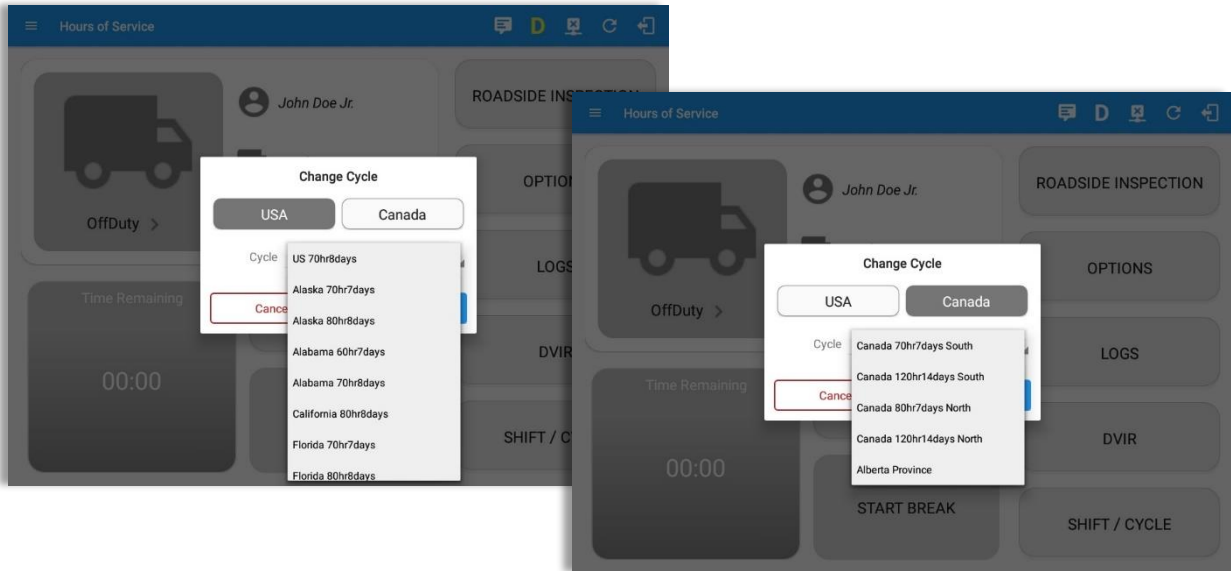 Hours of Service
D
John Doe Jr.
ROADSIDE INSPECTION
OffDuty >
Change Cycle
USA
Canada
Cycle
US 70hr8days
Alaska 70hr7days
Alaska 80hr8days
Alabama 60hr7days
Alabama 70hr8days
California 80hr8days
Florida 70hr7days
Florida 80hr8days
Cance
OPTION
LOGS
DVIR
SHIFT / C
Time Remaining
00:00
Hours of Service
D
John Doe Jr.
ROADSIDE INSPECTION
OffDuty >
Change Cycle
USA
Canada
Cycle
Canada 70hr7days South
Canada 120hr14days South
Canada 80hr7days North
Canada 120hr14days North
Alberta Province
Cance
OPTIONS
LOGS
DVIR
SHIFT / CYCLE
Time Remaining
00:00
START BREAK